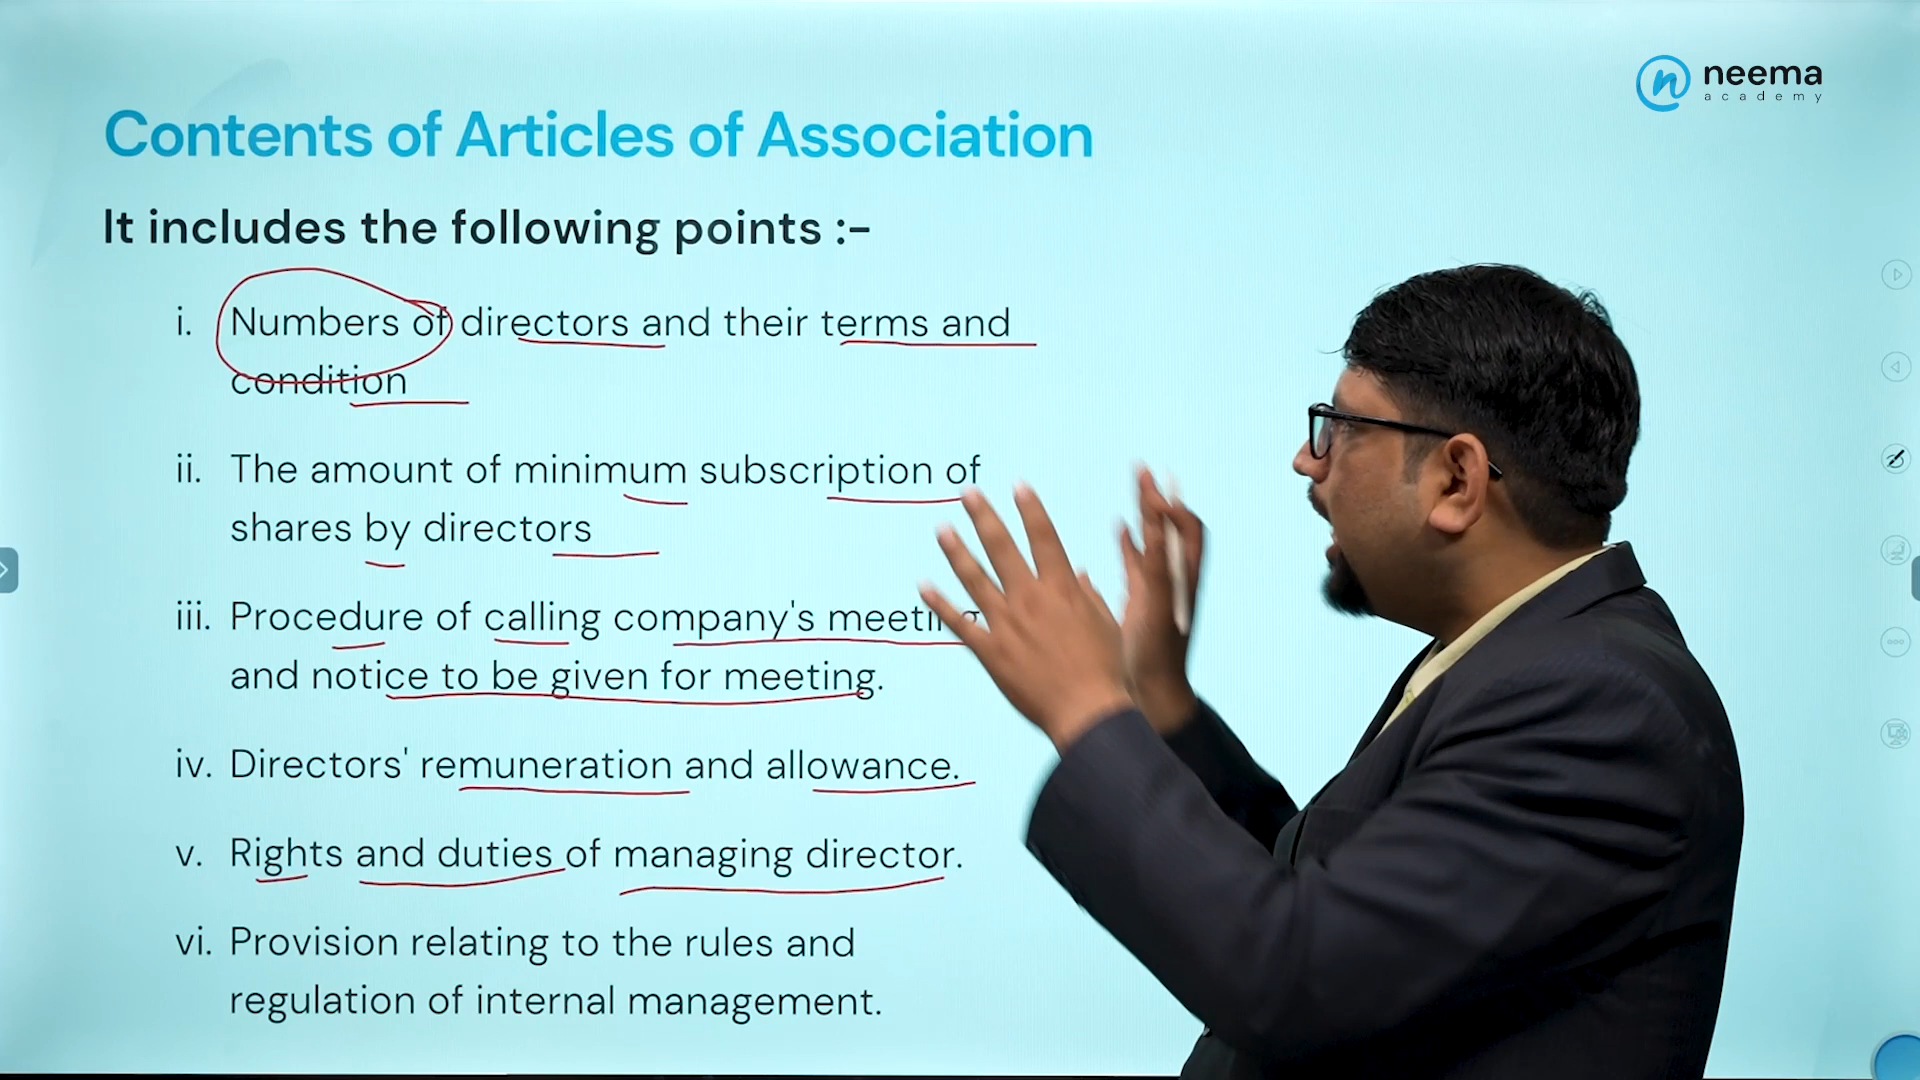 neema
academy
Contents of Articles of Association
It includes the following points :-
i. Numbers of directors and their terms and
condition
ii. The amount of minimum subscription of
shares by directors
iii. Procedure of calling company's meeting
and notice to be given for meeting.
iv. Directors' remuneration and allowance.
v. Rights and duties of managing director.
vi. Provision relating to the rules and
regulation of internal management.